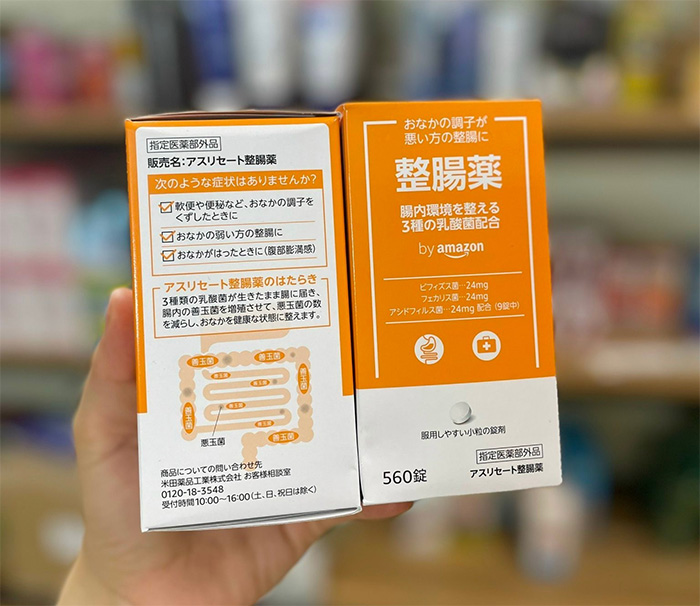 指定医薬部外品
販売名:アスリセート整腸薬
次のような症状はありませんか?
軟便や便秘など、おなかの調子を
くずしたときに
おなかの弱い方の整腸に
おなかがはったときに(腹部膨満感)
アスリセート整腸薬のはたらき
3種類の乳酸菌が生きたまま腸に届き、
腸内の善玉菌を増殖させて、悪玉菌の数
を減らし、おなかを健康な状態に整えます。
善玉菌
善玉菌
善玉菌
善玉菌
善玉菌
善玉菌
善玉菌
善玉菌
善玉菌
悪玉菌
商品についての問い合わせ先
米田薬品工業株式会社 お客様相談室
0120-18-3548
受付時間10:00~16:00(土、日、祝日は除く)
おなかの調子が
悪い方の整腸に
整腸薬
腸内環境を整える
3種の乳酸菌配合
by amazon
ビフィズス菌…24mg
フェカリス菌…24mg
アシドフィルス菌…24mg 配合(9錠中)
服用しやすい小粒の錠剤
560錠
指定医薬部外品
アスリセート整腸薬